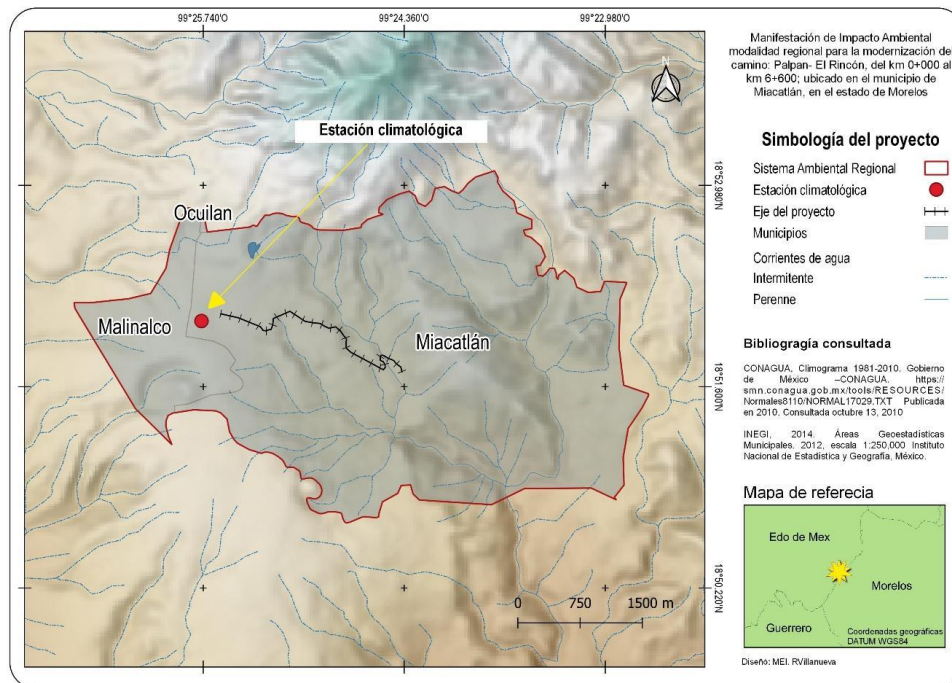 99°25.740'0 99°24.360'0 99°22.980'0
N
Estación climatológica
Ocuilan
Malinalco
Miacatlán
18°52.980'N
18°51.600'N
18°50.220'N
0 750 1500 m
Manifestación de Impacto Ambiental
modalidad regional para la modernización de
camino: Palpan- El Rincón, del km 0+000 al
km 6+600; ubicado en el municipio de
Miacatlán, en el estado de Morelos
Simbología del proyecto
Sistema Ambiental Regional
Estación climatológica
Eje del proyecto
Municipios
Corrientes de agua
Intermitente
Perenne
Bibliogragía consultada
CONAGUA, Climograma 1981-2010. Gobierno
de México –CONAGUA. https://
smn.conagua.gob.mx/tools/RESOURCES/
Normales8110/NORMAL17029.TXT Publicada
en 2010. Consultada octubre 13, 2010
INEGI, 2014. Áreas Geoestadísticas
Municipales. 2012, escala 1:250,000 Instituto
Nacional de Estadística y Geografía, México.
Mapa de referecia
Edo de Mex
Morelos
Guerrero
Coordenadas geográficas
DATUM WGS84
Diseñó: MEI. RVillanueva